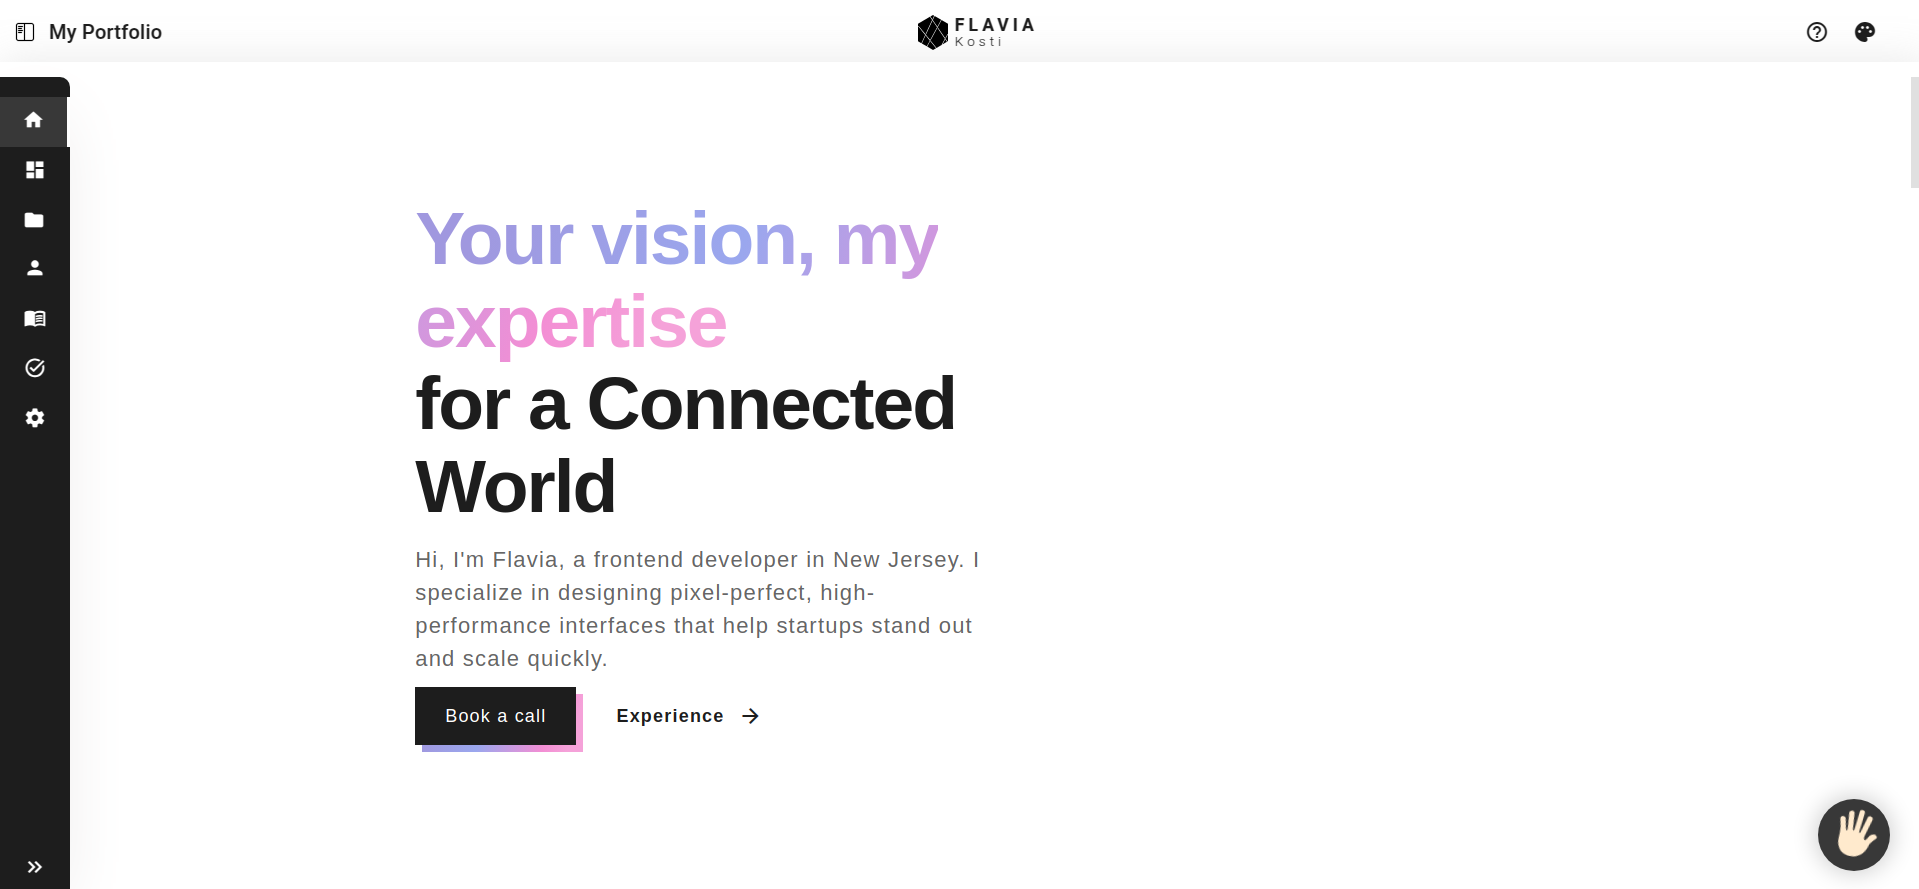 My Portfolio
FLAVIA
Kosti
Your vision, my
expertise
for a Connected
World
Hi, I'm Flavia, a frontend developer in New Jersey. I
specialize in designing pixel-perfect, high-
performance interfaces that help startups stand out
and scale quickly.
Book a call
Experience